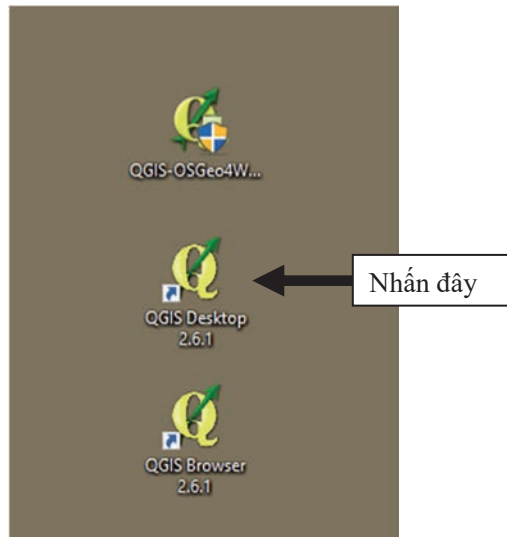 QGIS-OSGeo4W...
QGIS Desktop
2.6.1
Nhấn đây
QGIS Browser
2.6.1